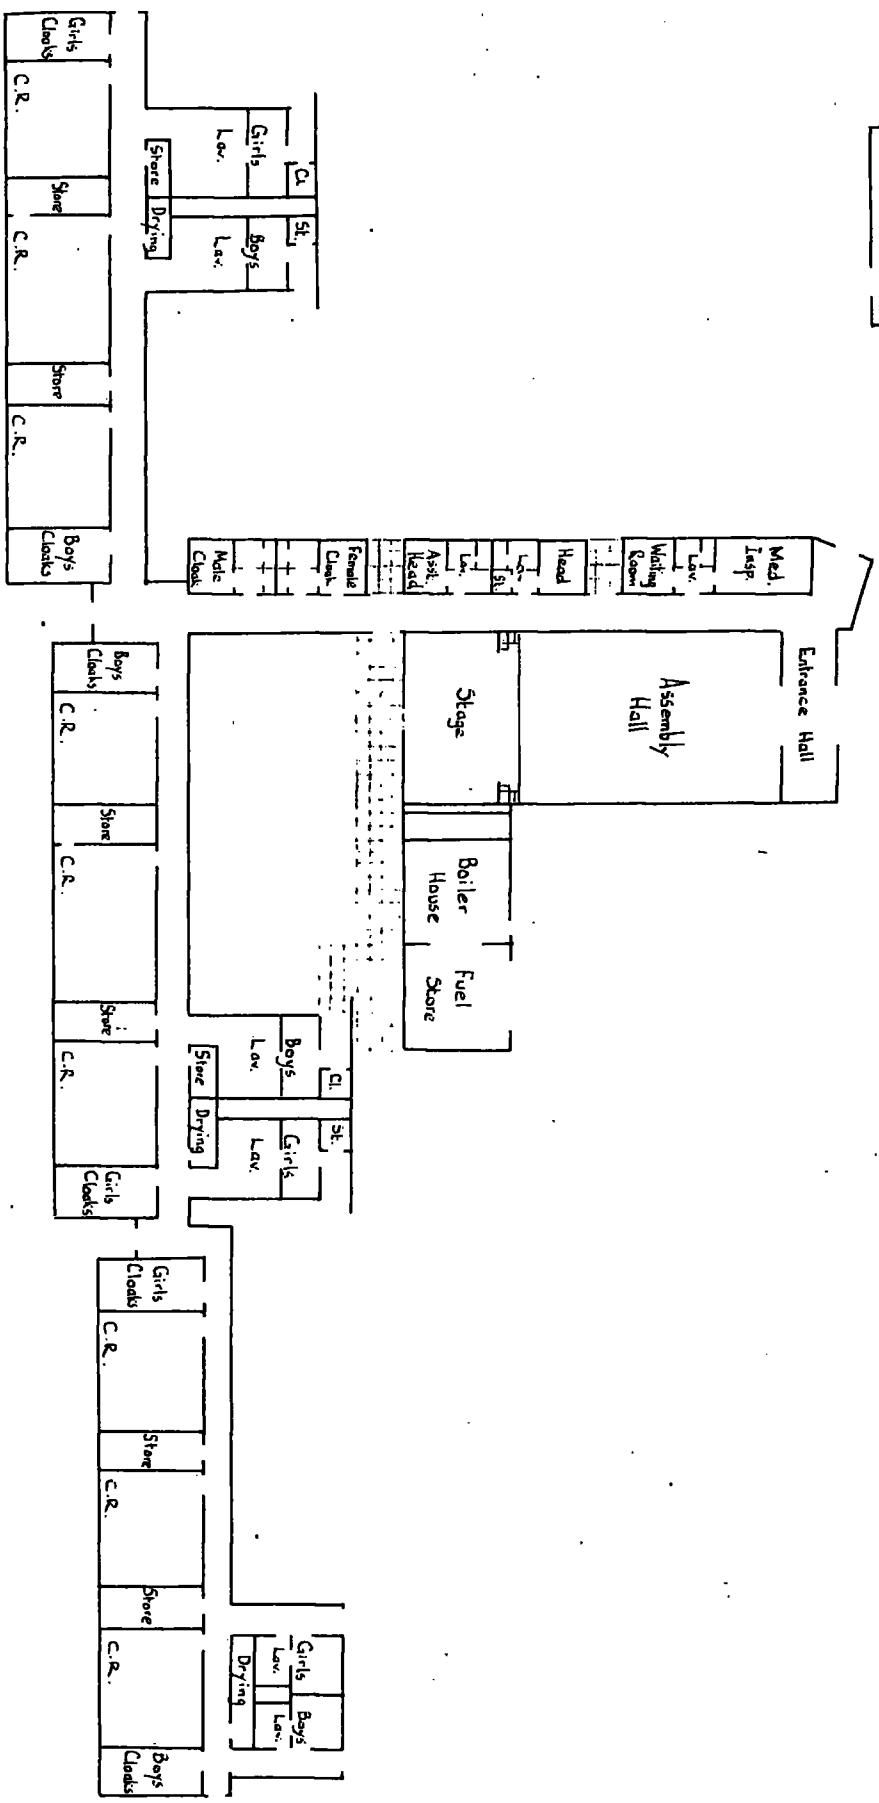 Girls
Cloaks
C.R.
Store
C.R.
Store
C.R.
Boys
Cloaks
Girls
Lav.
Store
Drying
Boys
Lav.
Cl
St.
Male
Cloak
Female
Cloak
Asst.
Head
Lav.
St.
Lav
Head
Waiting
Room
Lav.
Med.
Insp.
Entrance Hall
Assembly
Hall
Stage
Boiler
House
Fuel
Store
Boys
Cloaks
C.R.
Store
C.R.
Store
C.R.
Girls
Cloaks
Boys
Lav.
Store
Drying
Girls
Lav.
Cl.
St.
Girls
Cloaks
C.R.
Store
C.R.
Store
C.R.
Boys
Cloaks
Girls
Lav.
Drying
Boys
Lav.